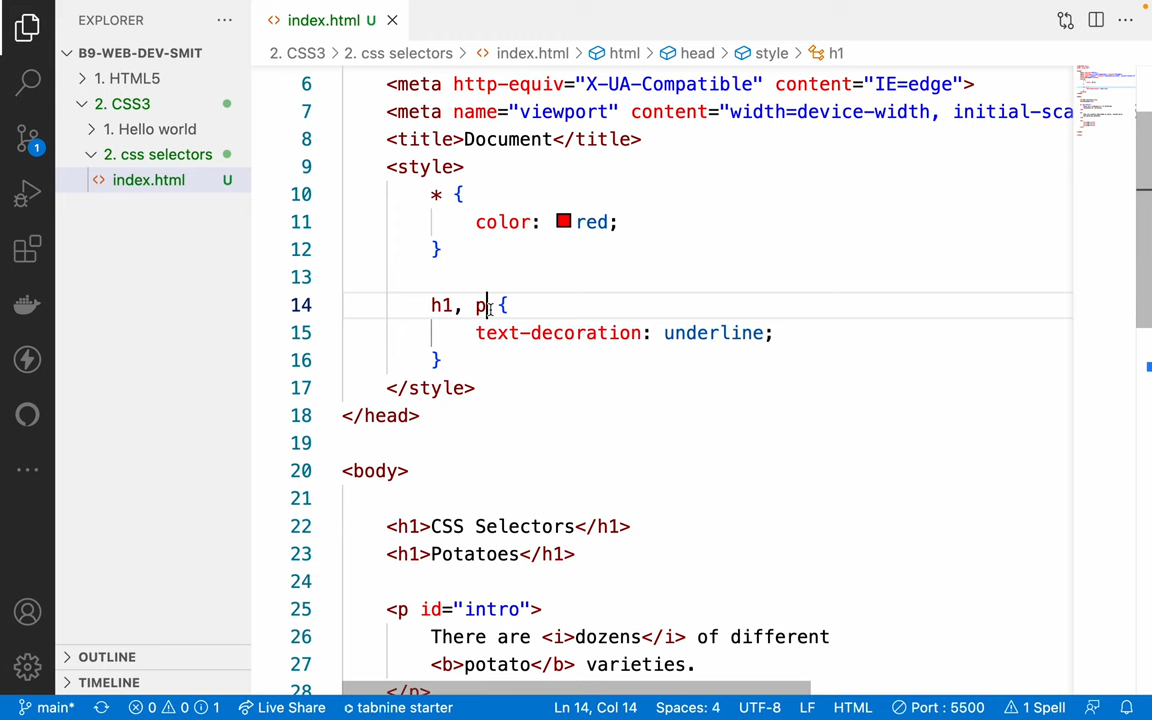 EXPLORER
index.html U
B9-WEB-DEV-SMIT
1. HTML5
2. CSS3
1. Hello world
2. css selectors
index.html U
1
2. CSS3 > 2. css selectors > index.html > html > head > style > h1
6 <meta http-equiv="X-UA-Compatible" content="IE=edge">
7 <meta name="viewport" content="width=device-width, initial-sca
8 <title>Document</title>
9 <style>
10 * {
11 color: red;
12 }
13
14 h1, p {
15 text-decoration: underline;
16 }
17 </style>
18 </head>
19
20 <body>
21
22 <h1>CSS Selectors</h1>
23 <h1>Potatoes</h1>
24
25 <p id="intro">
26 There are <i>dozens</i> of different
27 <b>potato</b> varieties.
28 </p>
OUTLINE
TIMELINE
main* 0 0 1 Live Share tabnine starter Ln 14, Col 14 Spaces: 4 UTF-8 LF HTML Port : 5500 1 Spell